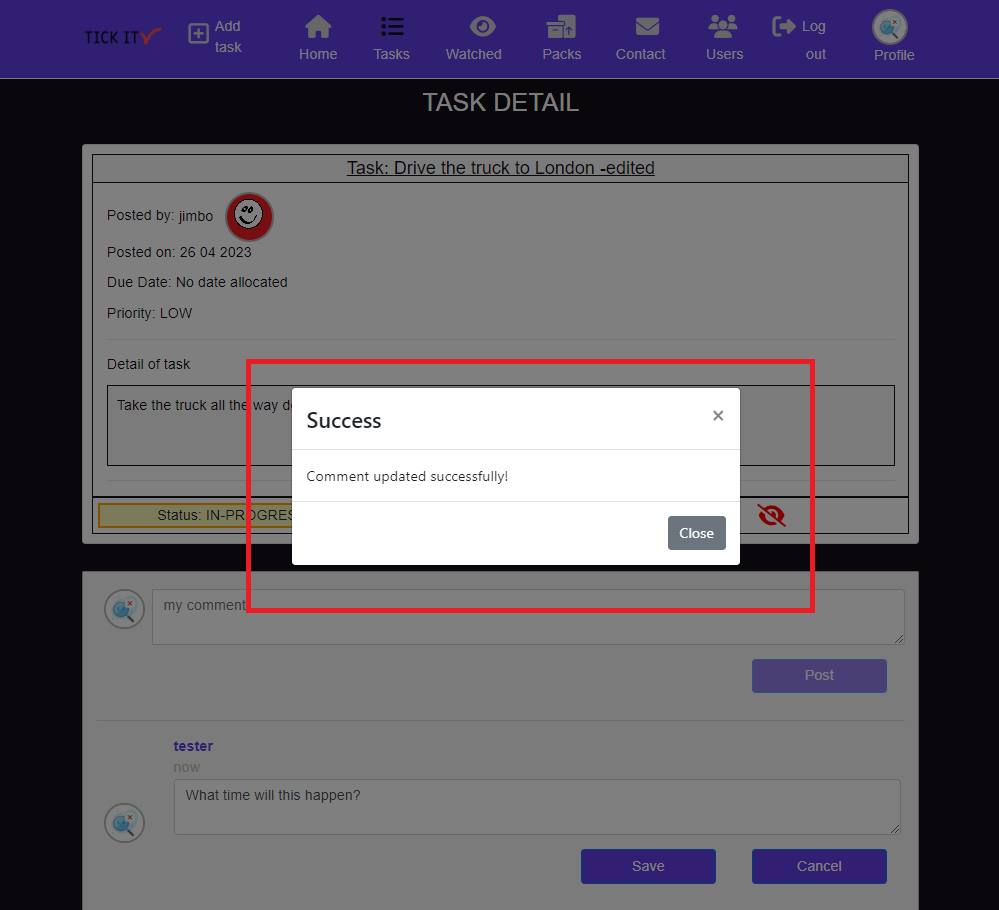 TICK IT
Add
task
Home
Tasks
Watched
Packs
Contact
Users
Log
out
Profile
TASK DETAIL
Task: Drive the truck to London -edited
Posted by: jimbo
Posted on: 26 04 2023
Due Date: No date allocated
Priority: LOW
Detail of task
Take the truck all the way
Success
×
Comment updated successfully!
Close
Status: IN-PROGRES
my comment
Post
tester
now
What time will this happen?
Save
Cancel